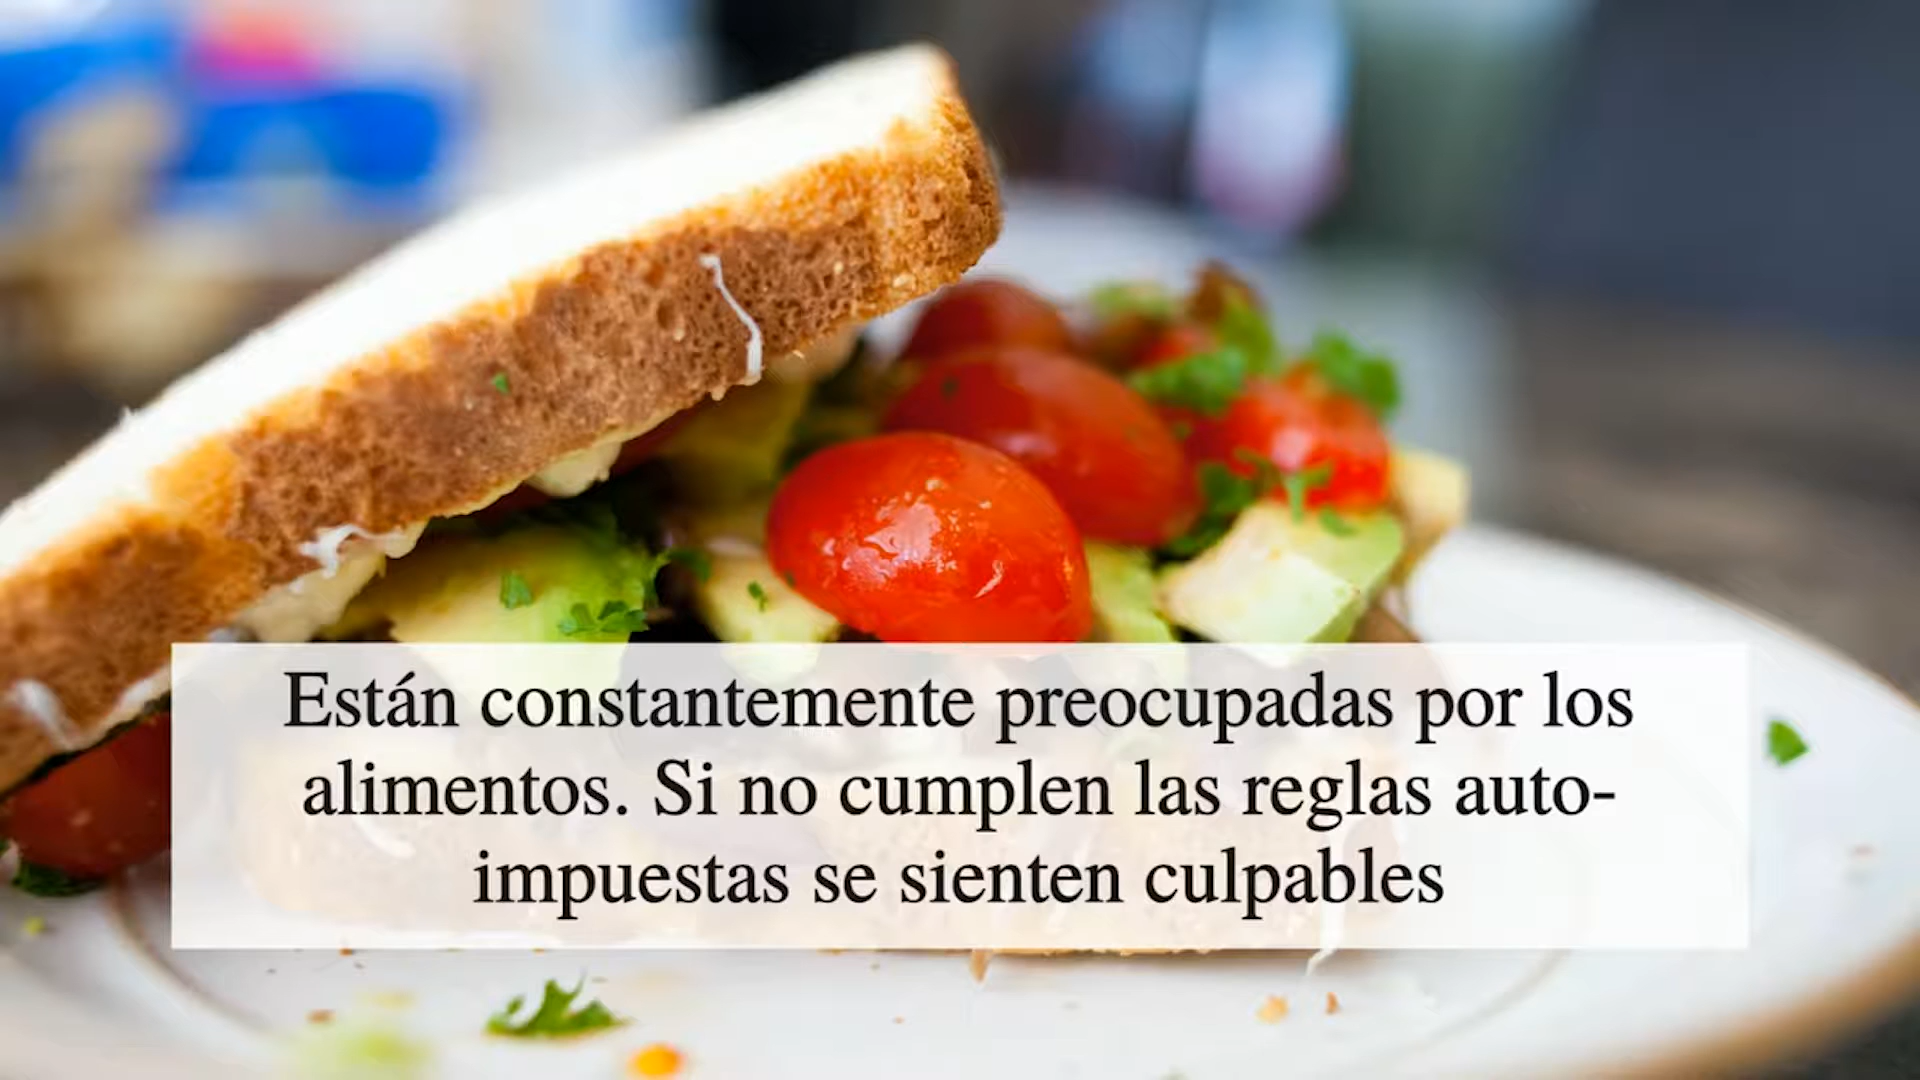 Están constantemente preocupadas por los
alimentos. Si no cumplen las reglas auto-
impuestas se sienten culpables